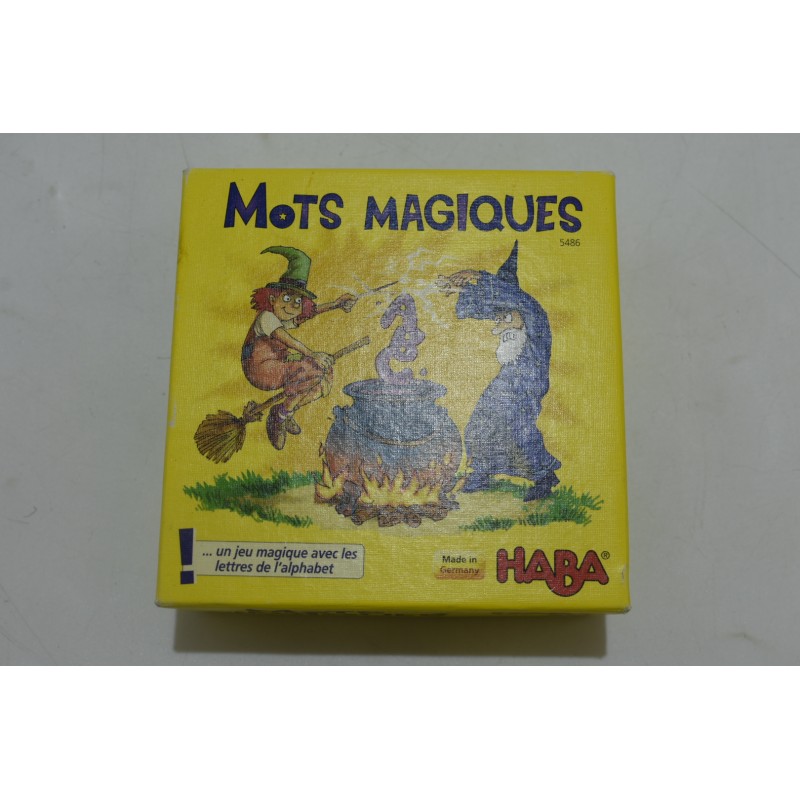 MOTS MAGIQUES
5486
... un jeu magique avec les
lettres de l'alphabet
Made in
Germany
HABA®